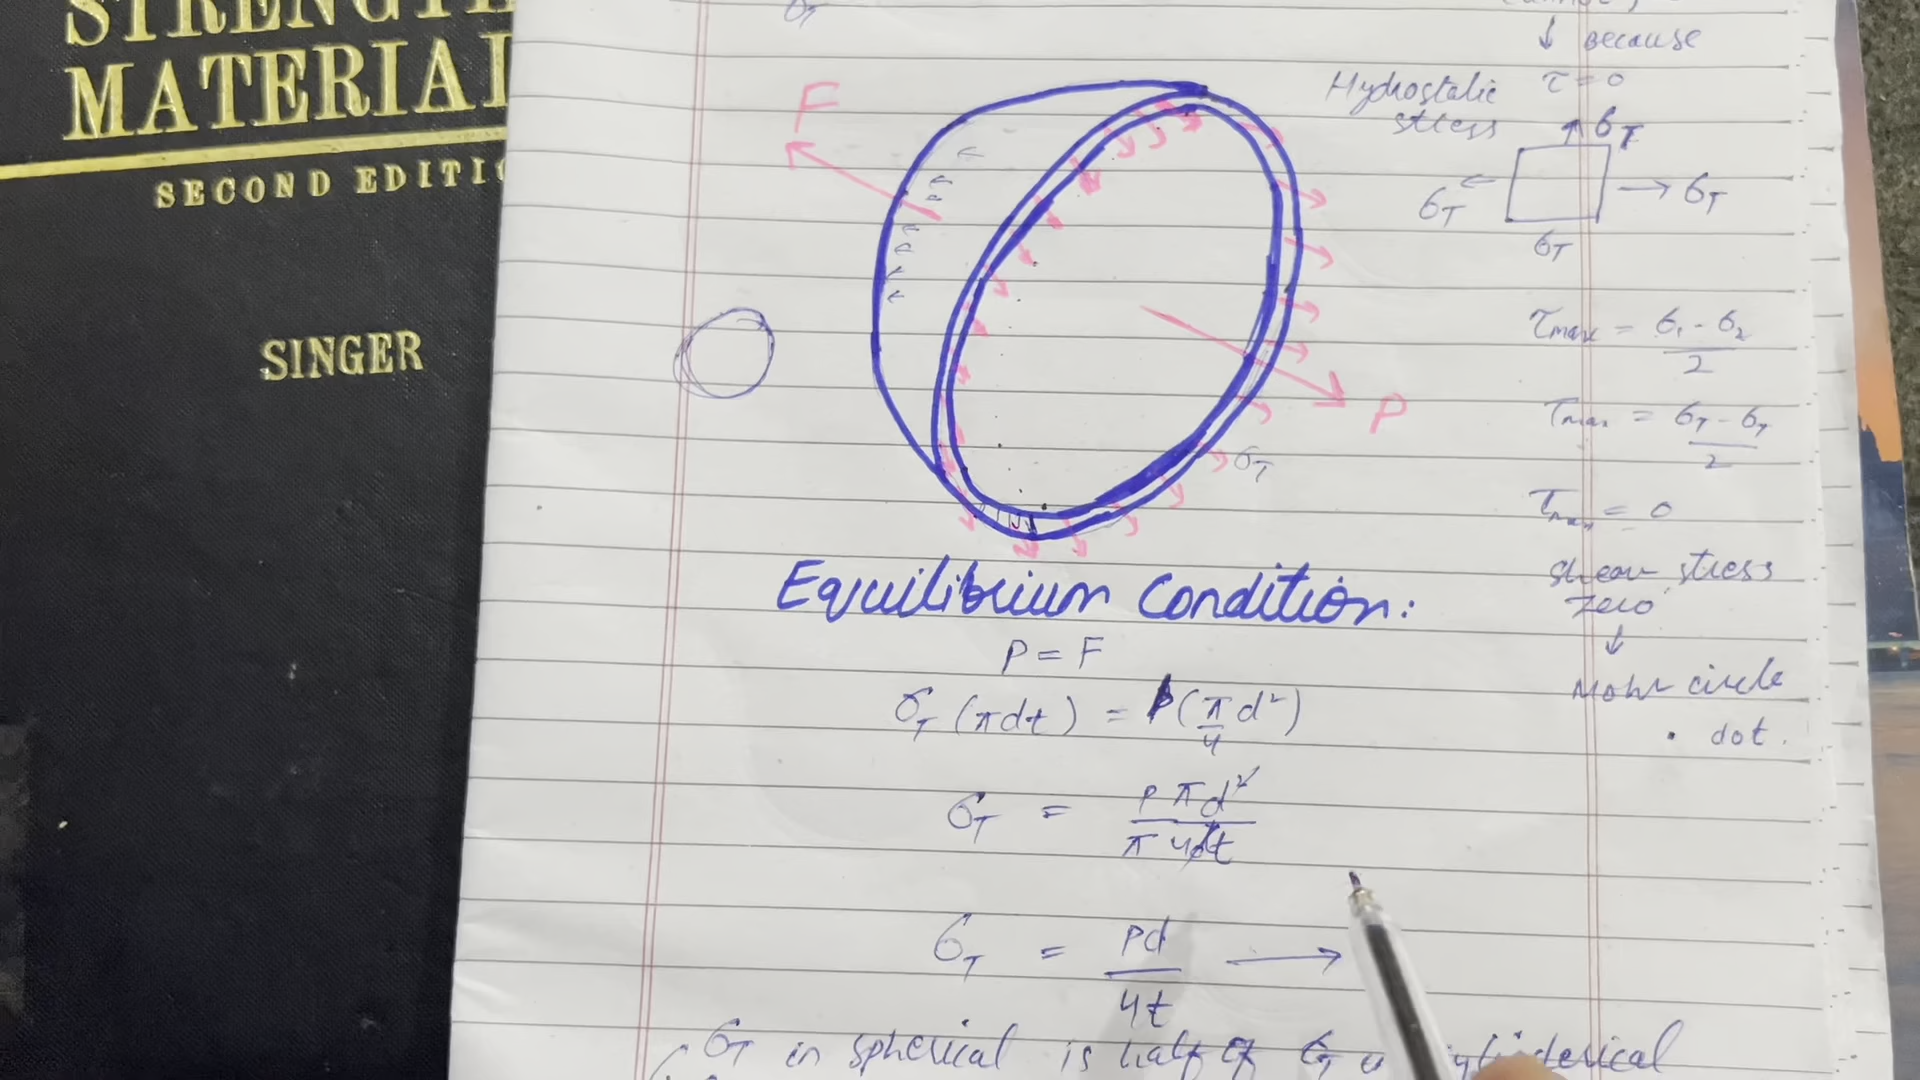 STRENGTH
MATERIAL
SECOND EDITI
SINGER
σT
because
Hydrostatic
stress
τ = 0
σT
σT
σT
σT
F
P
σT
τmax = σ1 - σ2 / 2
τmax = σT - σT / 2
τmax = 0
shear stress
zero
Mohr circle
. dot.
Equilibrium Condition:
P = F
σT (πdt) = P(π/4 d²)
σT = pπd² / π4dt
σT = Pd / 4t →
σT in spherical is half of σT